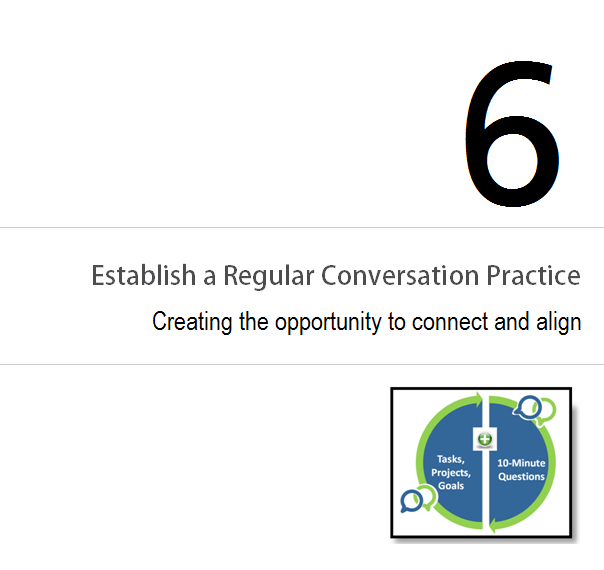 6
Establish a Regular Conversation Practice
Creating the opportunity to connect and align
Tasks,
Projects,
Goals
10-Minute
Questions